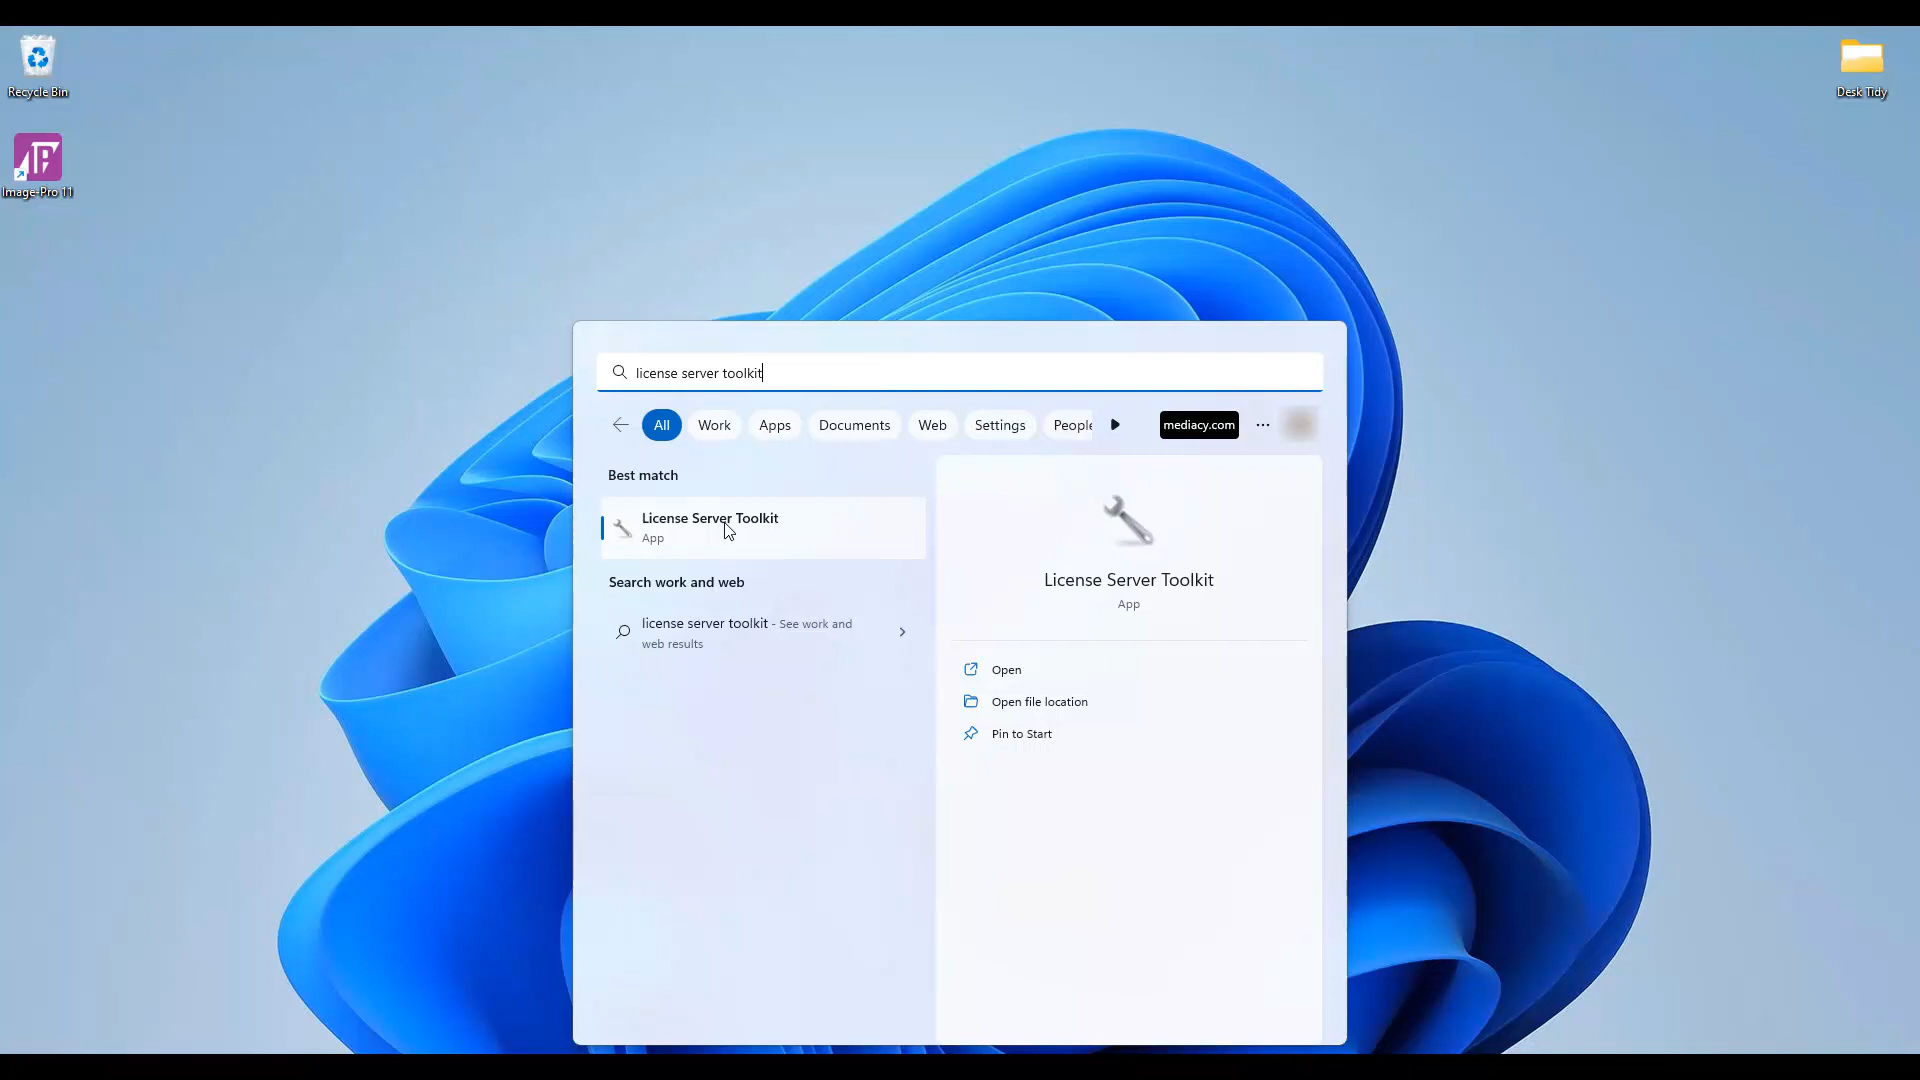 Recycle Bin
Desk Tidy
Image-Pro 11
license server toolkit
All Work Apps Documents Web Settings People mediacy.com ...
Best match
License Server Toolkit
App
Search work and web
license server toolkit - See work and
web results
License Server Toolkit
App
Open
Open file location
Pin to Start